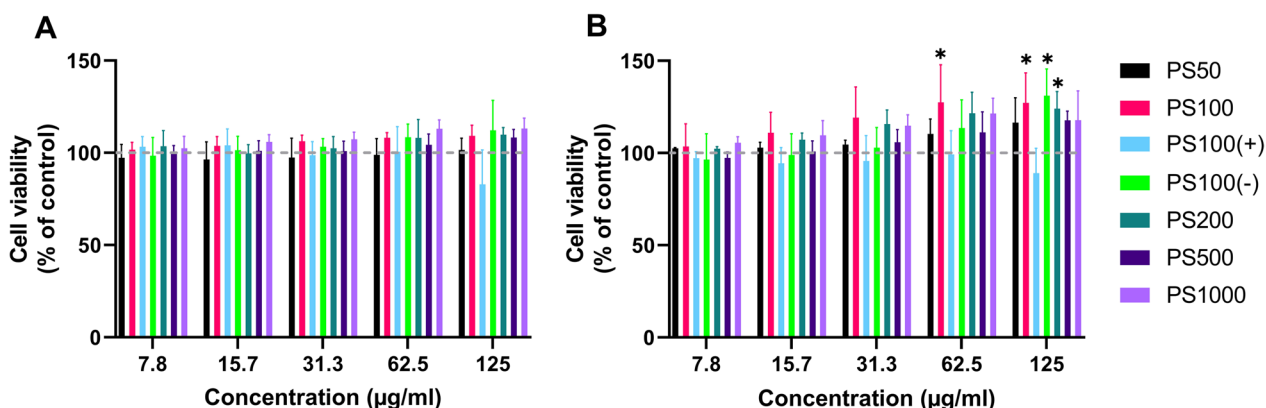 A
150
100
50
0
Cell viability
(% of control)
7.8 15.7 31.3 62.5 125
Concentration (µg/ml)
B
150
100
50
0
Cell viability
(% of control)
* * * *
7.8 15.7 31.3 62.5 125
Concentration (µg/ml)
PS50
PS100
PS100(+)
PS100(-)
PS200
PS500
PS1000